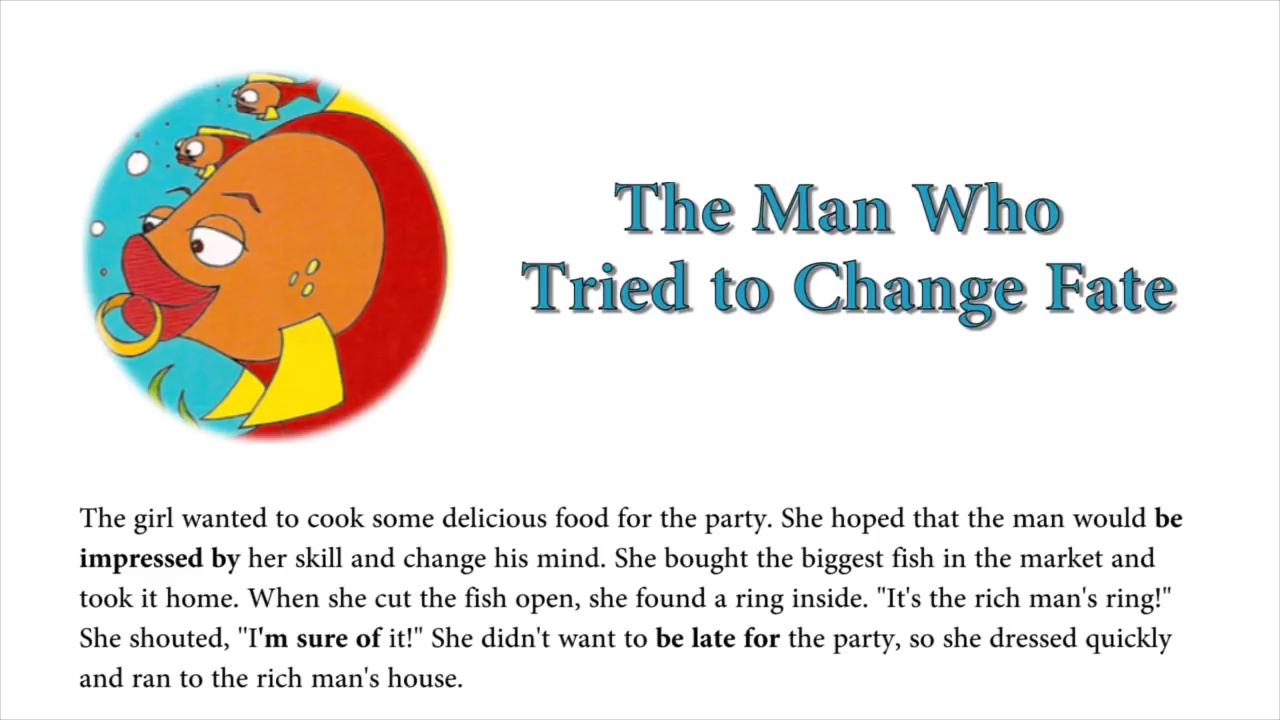 The Man Who
Tried to Change Fate
The girl wanted to cook some delicious food for the party. She hoped that the man would be
impressed by her skill and change his mind. She bought the biggest fish in the market and
took it home. When she cut the fish open, she found a ring inside. "It's the rich man's ring!"
She shouted, "I'm sure of it!" She didn't want to be late for the party, so she dressed quickly
and ran to the rich man's house.